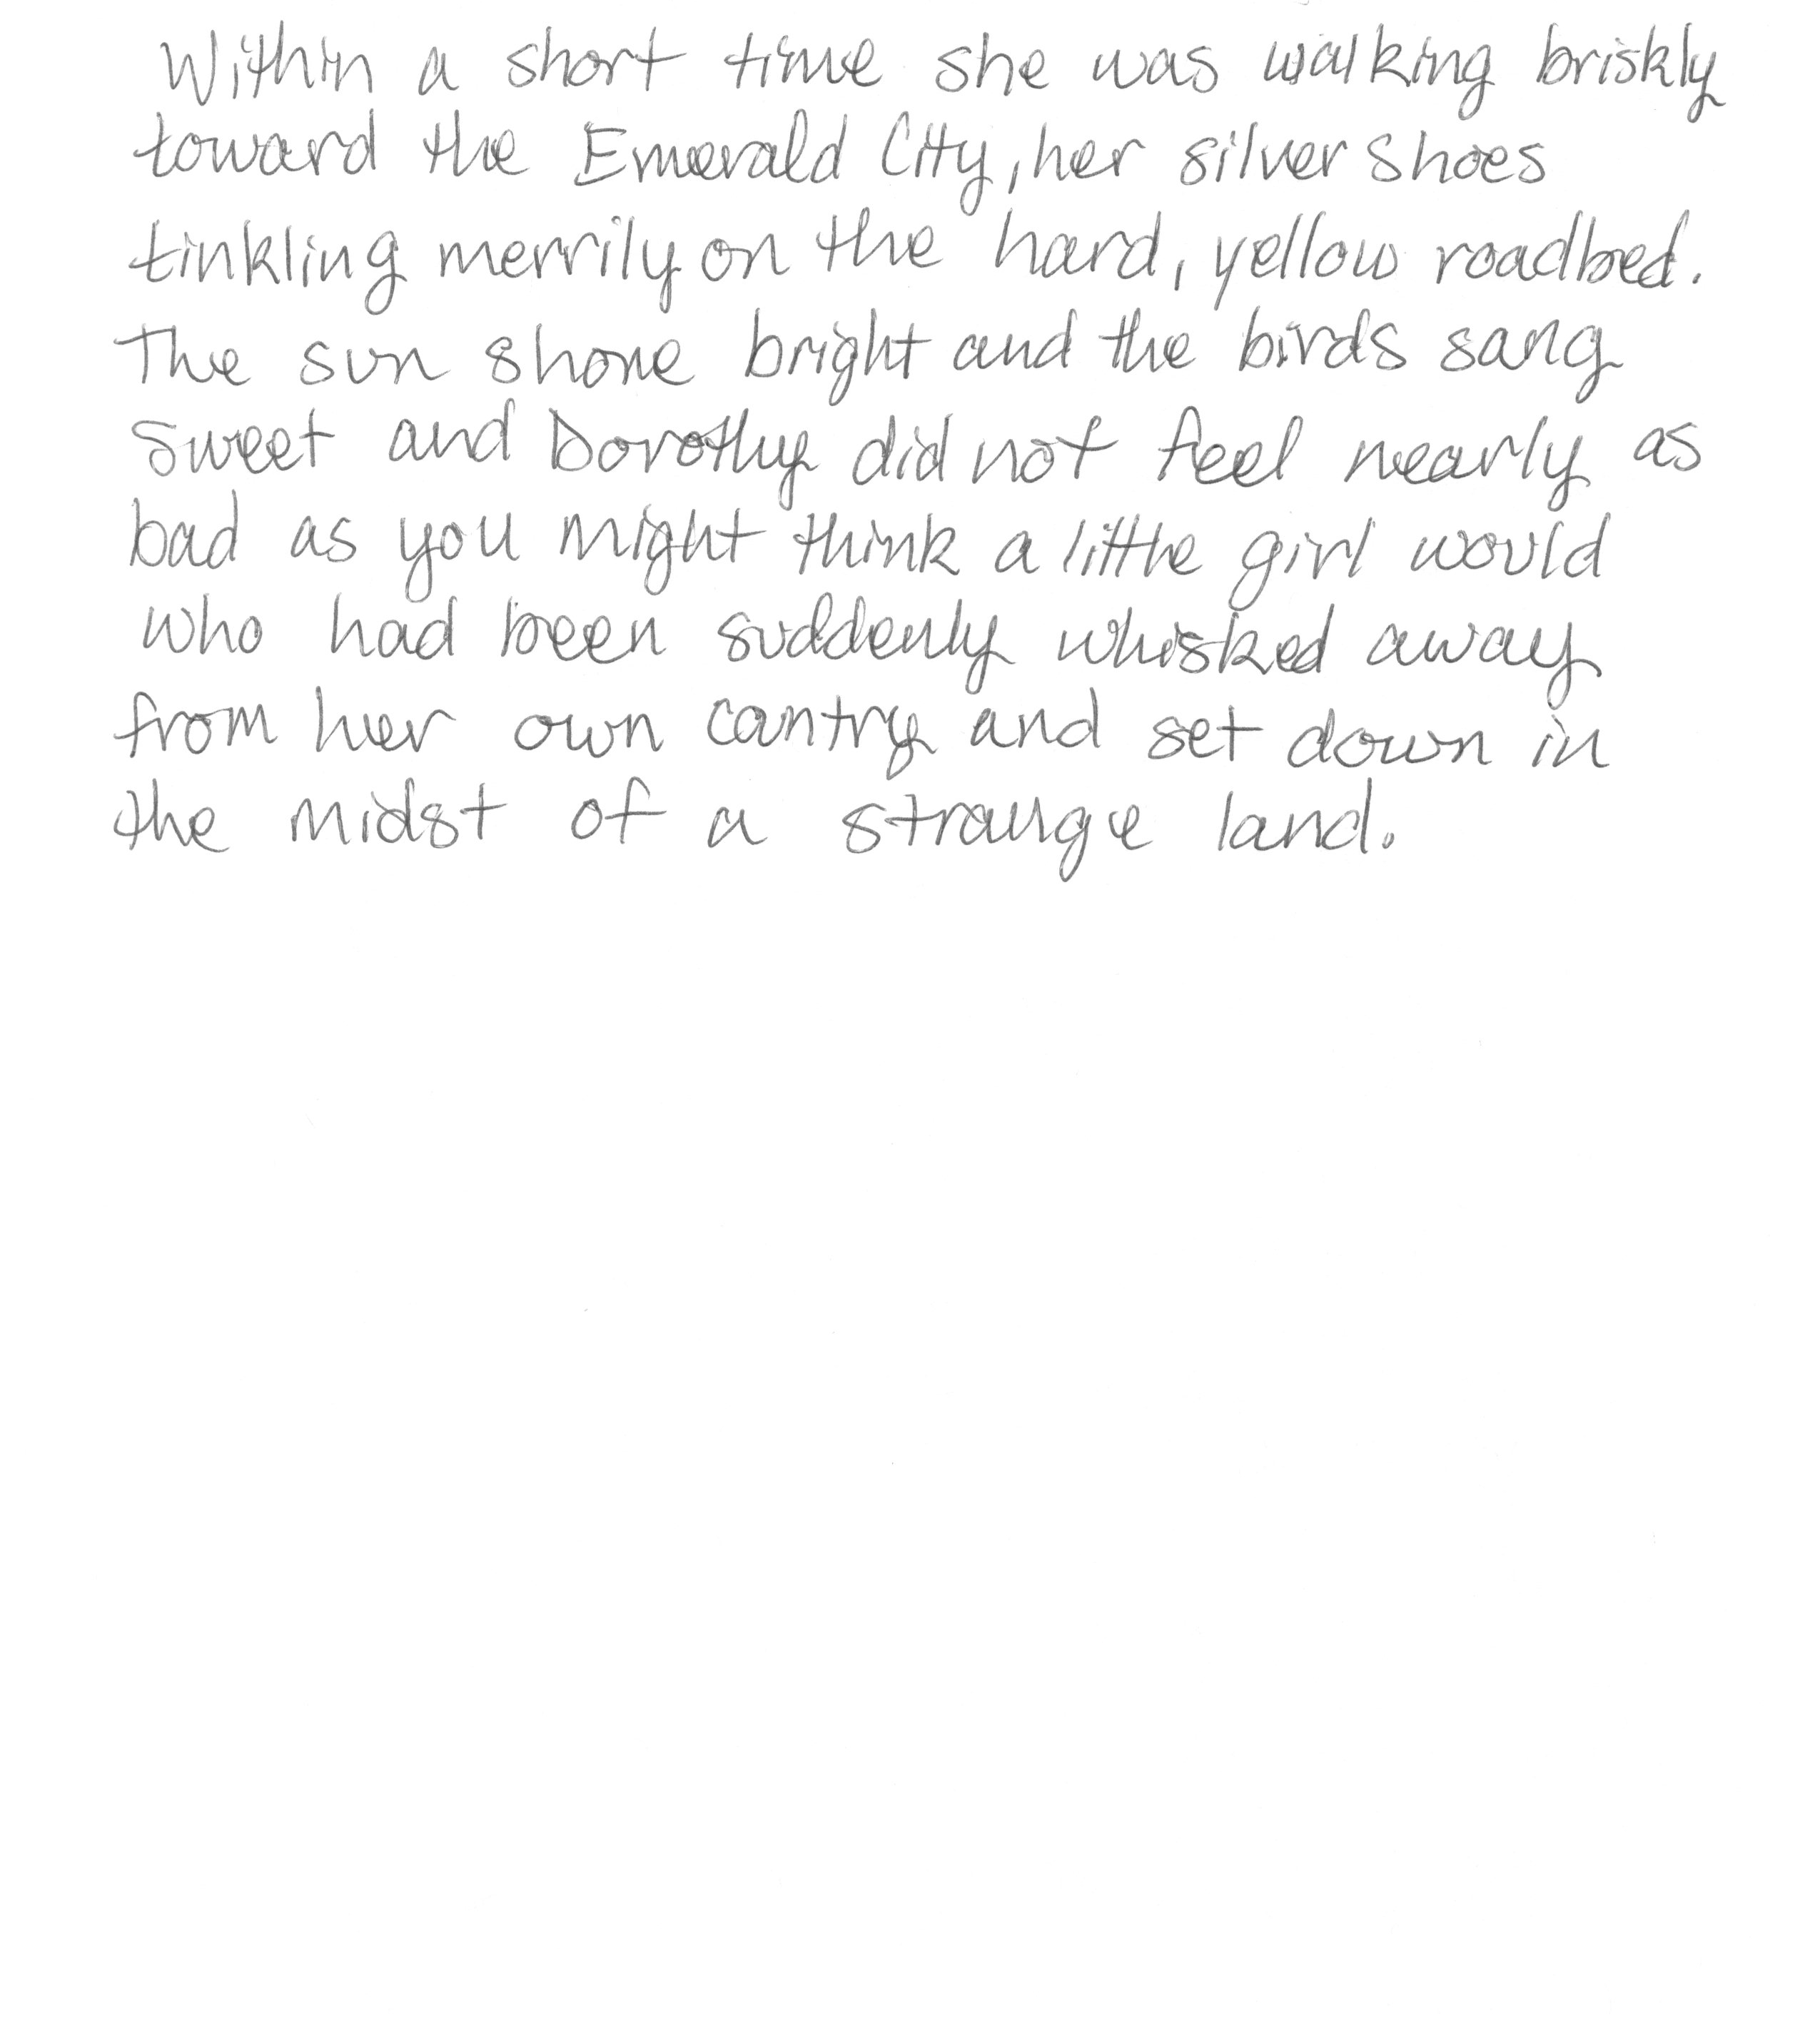 Within a short time she was walking briskly
toward the Emerald City, her silver shoes
tinkling merrily on the hard, yellow roadbed.
The sun shone bright and the birds sang
sweet and Dorothy did not feel nearly as
bad as you might think a little girl would
who had been suddenly whisked away
from her own cantry and set down in
the midst of a strange land.